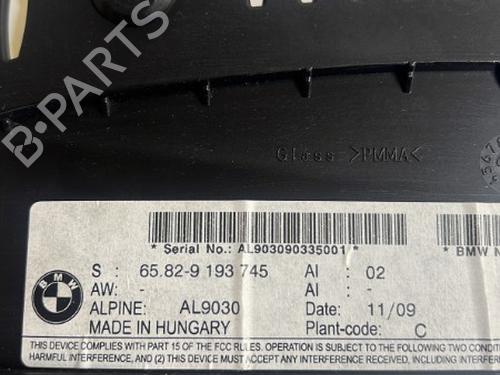 B-PARTS
Glass >PMMA<
* Serial No.: AL903090335001 *
* BMW N
BMW
S : 65.82-9 193 745 AI : 02
AW: - AI : -
ALPINE: AL9030 Date: 11/09
MADE IN HUNGARY Plant-code: C
THIS DEVICE COMPLIES WITH PART 15 OF THE FCC RULES. OPERATION IS SUBJECT TO THE FOLLOWING TWO
HARMFUL INTERFERENCE, AND (2) THIS DEVICE MUST ACCEPT ANY INTERFERENCE RECEIVED, INCLUDING INTE